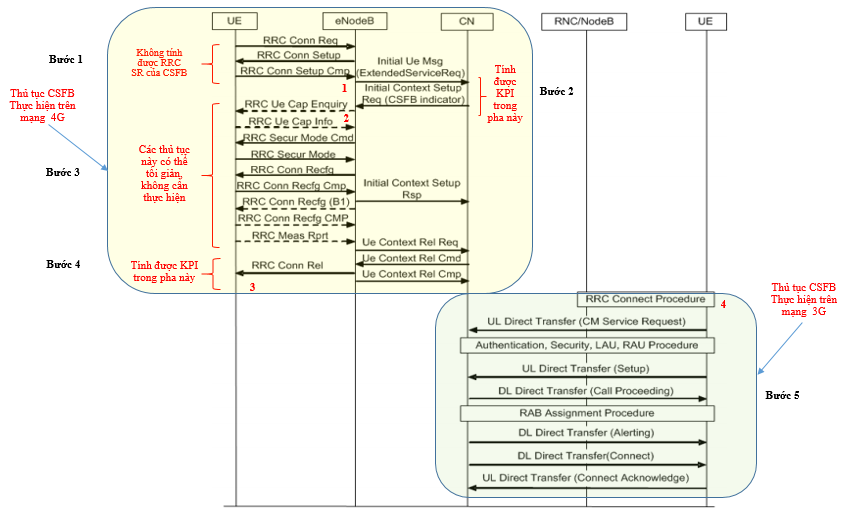 UE
eNodeB
CN
RNC/NodeB
UE
Bước 1
Không tính
được RRC
SR của CSFB
RRC Conn Req
RRC Conn Setup
RRC Conn Setup Cmp
1
Initial Ue Msg
(ExtendedServiceReq)
Initial Context Setup
Req (CSFB indicator)
Tính
được
KPI
trong
pha này
Bước 2
Thủ tục CSFB
Thực hiện trên
mạng 4G
RRC Ue Cap Enquiry
2
RRC Ue Cap Info
RRC Secur Mode Cmd
RRC Secur Mode
RRC Conn Recfg
RRC Conn Recfg Cmp
Initial Context Setup
Rsp
RRC Conn Recfg (B1)
RRC Conn Recfg CMP
RRC Meas Rprt
Bước 3
Các thủ tục
này có thể
tối giản,
không cần
thực hiện
Ue Context Rel Req
Ue Context Rel Cmd
Bước 4
Tính được KPI
trong pha này
RRC Conn Rel
Ue Context Rel Cmp
3
RRC Connect Procedure
4
Thủ tục CSFB
Thực hiện trên
mạng 3G
UL Direct Transfer (CM Service Request)
Authentication, Security, LAU, RAU Procedure
UL Direct Transfer (Setup)
DL Direct Transfer (Call Proceeding)
Bước 5
RAB Assignment Procedure
DL Direct Transfer (Alerting)
DL Direct Transfer(Connect)
UL Direct Transfer (Connect Acknowledge)